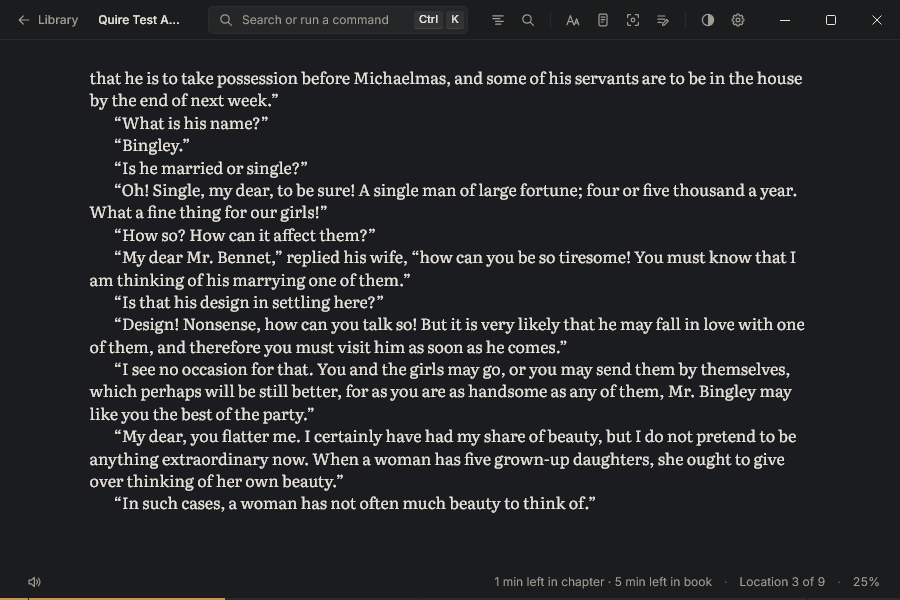 Library
Quire Test A...
Search or run a command
Ctrl K
AA
that he is to take possession before Michaelmas, and some of his servants are to be in the house
by the end of next week.”
“What is his name?”
“Bingley.”
“Is he married or single?”
“Oh! Single, my dear, to be sure! A single man of large fortune; four or five thousand a year.
What a fine thing for our girls!”
“How so? How can it affect them?”
“My dear Mr. Bennet,” replied his wife, “how can you be so tiresome! You must know that I
am thinking of his marrying one of them.”
“Is that his design in settling here?”
“Design! Nonsense, how can you talk so! But it is very likely that he may fall in love with one
of them, and therefore you must visit him as soon as he comes.”
“I see no occasion for that. You and the girls may go, or you may send them by themselves,
which perhaps will be still better, for as you are as handsome as any of them, Mr. Bingley may
like you the best of the party.”
“My dear, you flatter me. I certainly have had my share of beauty, but I do not pretend to be
anything extraordinary now. When a woman has five grown-up daughters, she ought to give
over thinking of her own beauty.”
“In such cases, a woman has not often much beauty to think of.”
1 min left in chapter · 5 min left in book · Location 3 of 9 · 25%